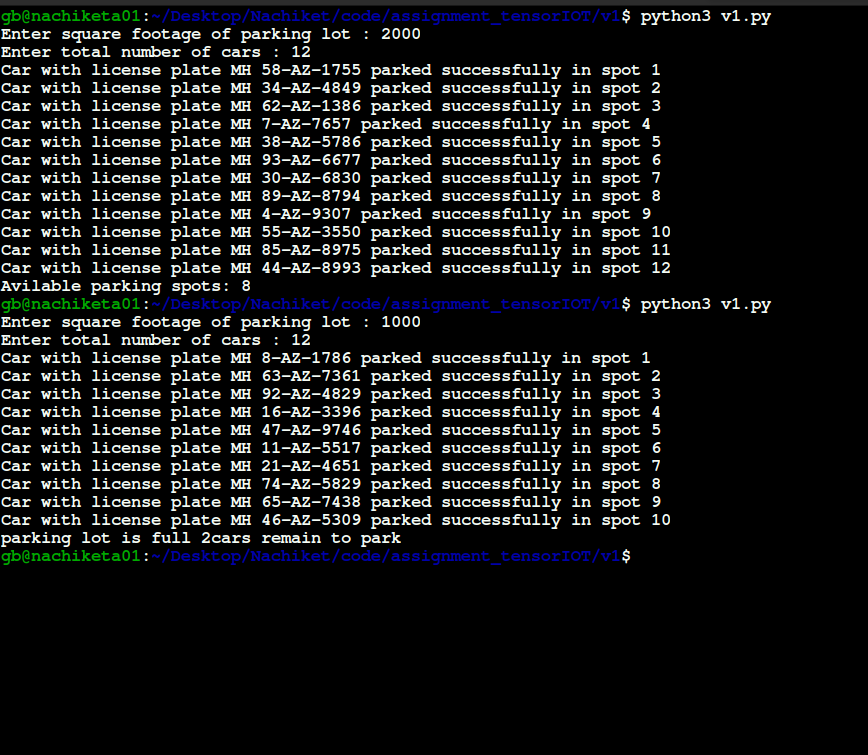 gb@nachiketa01:~/Desktop/Nachiket/code/assignment_tensorIOT/v1$ python3 v1.py
Enter square footage of parking lot : 2000
Enter total number of cars : 12
Car with license plate MH 58-AZ-1755 parked successfully in spot 1
Car with license plate MH 34-AZ-4849 parked successfully in spot 2
Car with license plate MH 62-AZ-1386 parked successfully in spot 3
Car with license plate MH 7-AZ-7657 parked successfully in spot 4
Car with license plate MH 38-AZ-5786 parked successfully in spot 5
Car with license plate MH 93-AZ-6677 parked successfully in spot 6
Car with license plate MH 30-AZ-6830 parked successfully in spot 7
Car with license plate MH 89-AZ-8794 parked successfully in spot 8
Car with license plate MH 4-AZ-9307 parked successfully in spot 9
Car with license plate MH 55-AZ-3550 parked successfully in spot 10
Car with license plate MH 85-AZ-8975 parked successfully in spot 11
Car with license plate MH 44-AZ-8993 parked successfully in spot 12
Avilable parking spots: 8
gb@nachiketa01:~/Desktop/Nachiket/code/assignment_tensorIOT/v1$ python3 v1.py
Enter square footage of parking lot : 1000
Enter total number of cars : 12
Car with license plate MH 8-AZ-1786 parked successfully in spot 1
Car with license plate MH 63-AZ-7361 parked successfully in spot 2
Car with license plate MH 92-AZ-4829 parked successfully in spot 3
Car with license plate MH 16-AZ-3396 parked successfully in spot 4
Car with license plate MH 47-AZ-9746 parked successfully in spot 5
Car with license plate MH 11-AZ-5517 parked successfully in spot 6
Car with license plate MH 21-AZ-4651 parked successfully in spot 7
Car with license plate MH 74-AZ-5829 parked successfully in spot 8
Car with license plate MH 65-AZ-7438 parked successfully in spot 9
Car with license plate MH 46-AZ-5309 parked successfully in spot 10
parking lot is full 2cars remain to park
gb@nachiketa01:~/Desktop/Nachiket/code/assignment_tensorIOT/v1$